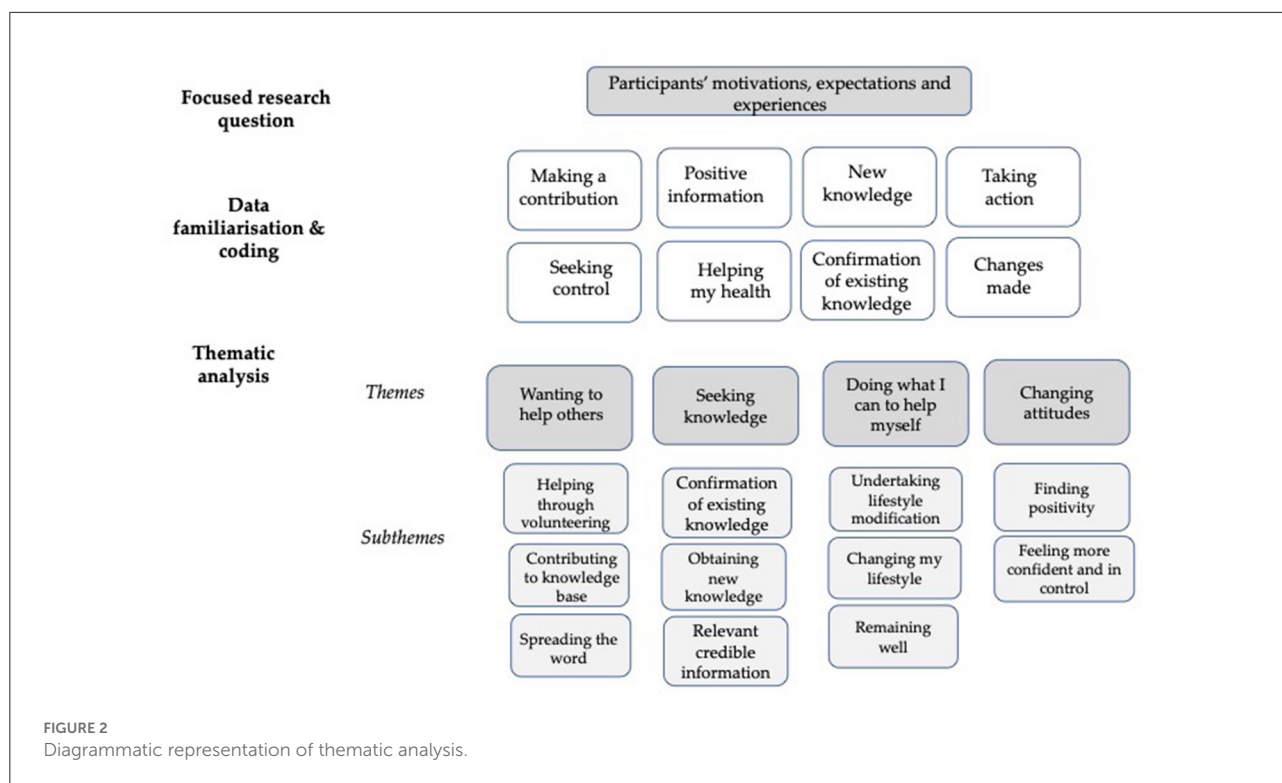 Focused research
question
Participants' motivations, expectations and
experiences
Data
familiarisation &
coding
Making a
contribution
Positive
information
New
knowledge
Taking
action
Seeking
control
Helping
my health
Confirmation
of existing
knowledge
Changes
made
Thematic
analysis
Themes
Wanting to
help others
Seeking
knowledge
Doing what I
can to help
myself
Changing
attitudes
Subthemes
Helping
through
volunteering
Confirmation
of existing
knowledge
Undertaking
lifestyle
modification
Finding
positivity
Contributing
to knowledge
base
Obtaining
new
knowledge
Changing my
lifestyle
Feeling more
confident and in
control
Spreading the
word
Relevant
credible
information
Remaining
well
FIGURE 2
Diagrammatic representation of thematic analysis.